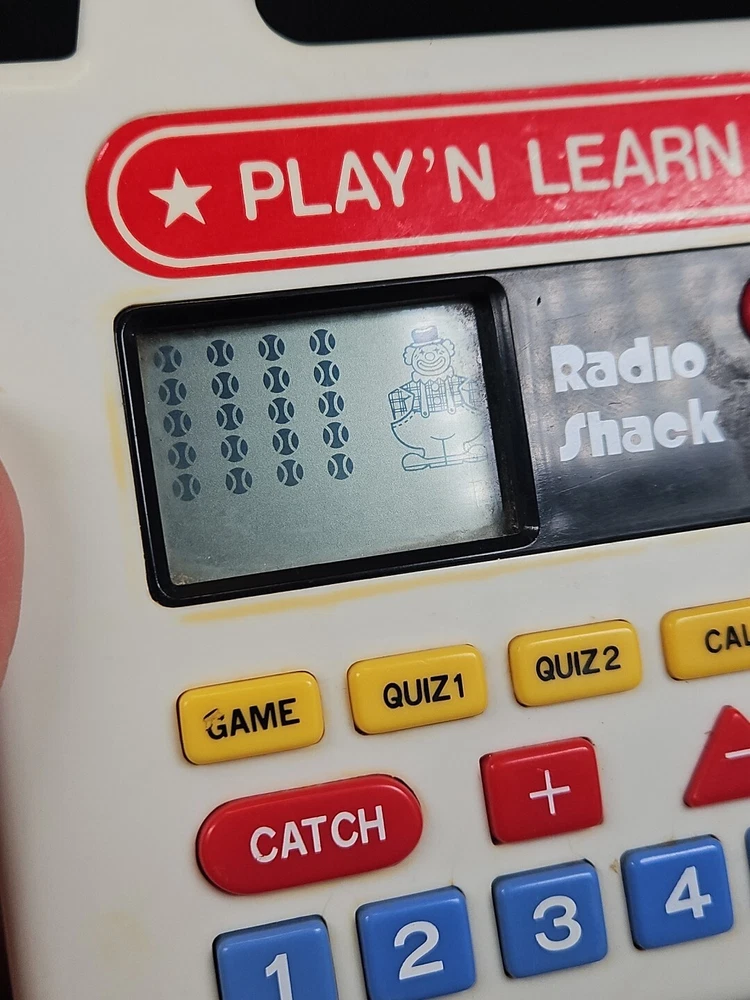 ★ PLAY'N LEARN
Radio
Shack
GAME QUIZ1 QUIZ2
CATCH +
1 2 3 4